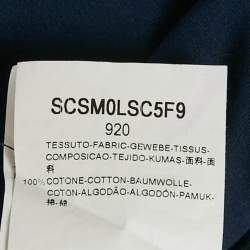 SCSM0LSC5F9
920
TESSUTO-FABRIC-GEWEBE-TISSUS-
COMPOSICAO-TEJIDO-KUMAS-面料-面
料-
100% COTONE-COTTON-BAUMWOLLE-
COTON-ALGODÃO-ALGODÓN-PAMUK-
棉-棉